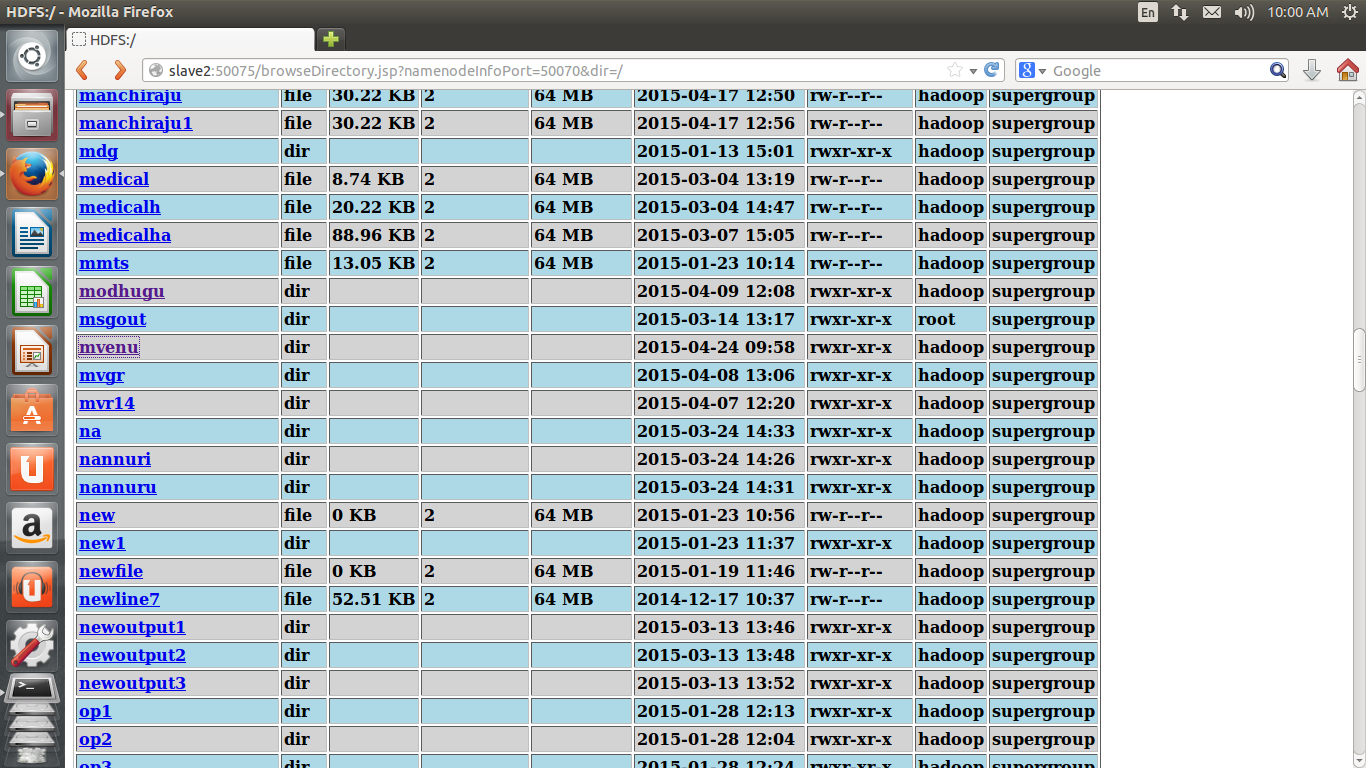 HDFS:/ - Mozilla Firefox En 10:00 AM
HDFS:/
slave2:50075/browseDirectory.jsp?namenodeInfoPort=50070&dir=/ Google
manchiraju file 30.22 KB 2 64 MB 2015-04-17 12:50 rw-r--r-- hadoop supergroup
manchiraju1 file 30.22 KB 2 64 MB 2015-04-17 12:56 rw-r--r-- hadoop supergroup
mdg dir 2015-01-13 15:01 rwxr-xr-x hadoop supergroup
medical file 8.74 KB 2 64 MB 2015-03-04 13:19 rw-r--r-- hadoop supergroup
medicalh file 20.22 KB 2 64 MB 2015-03-04 14:47 rw-r--r-- hadoop supergroup
medicalha file 88.96 KB 2 64 MB 2015-03-07 15:05 rw-r--r-- hadoop supergroup
mmts file 13.05 KB 2 64 MB 2015-01-23 10:14 rw-r--r-- hadoop supergroup
modhugu dir 2015-04-09 12:08 rwxr-xr-x hadoop supergroup
msgout dir 2015-03-14 13:17 rwxr-xr-x root supergroup
mvenu dir 2015-04-24 09:58 rwxr-xr-x hadoop supergroup
mvgr dir 2015-04-08 13:06 rwxr-xr-x hadoop supergroup
mvr14 dir 2015-04-07 12:20 rwxr-xr-x hadoop supergroup
na dir 2015-03-24 14:33 rwxr-xr-x hadoop supergroup
nannuri dir 2015-03-24 14:26 rwxr-xr-x hadoop supergroup
nannuru dir 2015-03-24 14:31 rwxr-xr-x hadoop supergroup
new file 0 KB 2 64 MB 2015-01-23 10:56 rw-r--r-- hadoop supergroup
new1 dir 2015-01-23 11:37 rwxr-xr-x hadoop supergroup
newfile file 0 KB 2 64 MB 2015-01-19 11:46 rw-r--r-- hadoop supergroup
newline7 file 52.51 KB 2 64 MB 2014-12-17 10:37 rw-r--r-- hadoop supergroup
newoutput1 dir 2015-03-13 13:46 rwxr-xr-x hadoop supergroup
newoutput2 dir 2015-03-13 13:48 rwxr-xr-x hadoop supergroup
newoutput3 dir 2015-03-13 13:52 rwxr-xr-x hadoop supergroup
op1 dir 2015-01-28 12:13 rwxr-xr-x hadoop supergroup
op2 dir 2015-01-28 12:04 rwxr-xr-x hadoop supergroup
op3 dir 2015-01-28 12:24 rwxr-xr-x hadoop supergroup